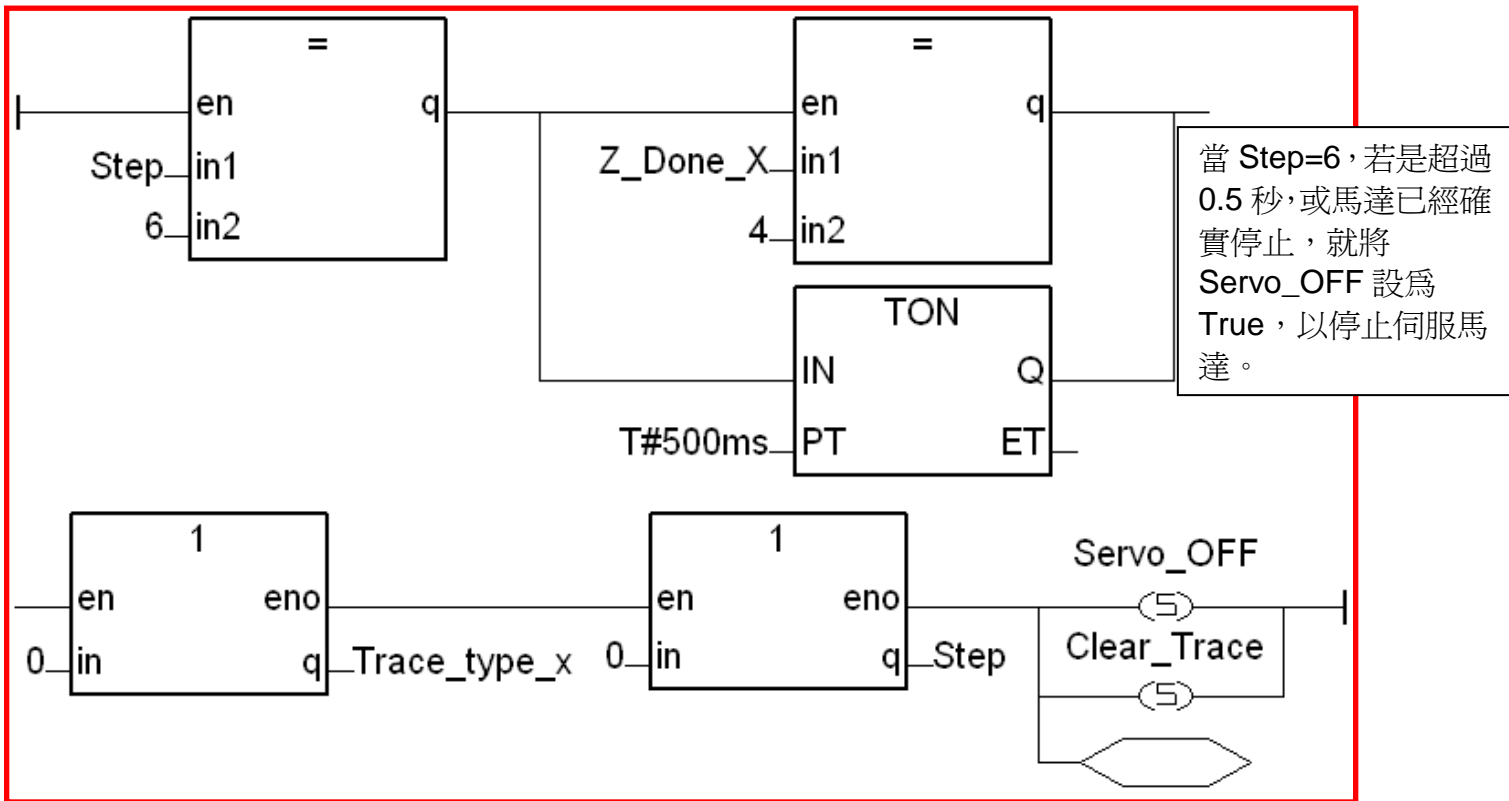 = =
en q en q
Step in1 Z_Done_X in1
6 in2 4 in2
當 Step=6，若是超過
0.5 秒，或馬達已經確
實停止，就將
Servo_OFF 設爲
True，以停止伺服馬
達。
TON
IN Q
T#500ms PT ET
1 1 Servo_OFF
en eno en eno S
0 in q Trace_type_x 0 in q Step Clear_Trace
S